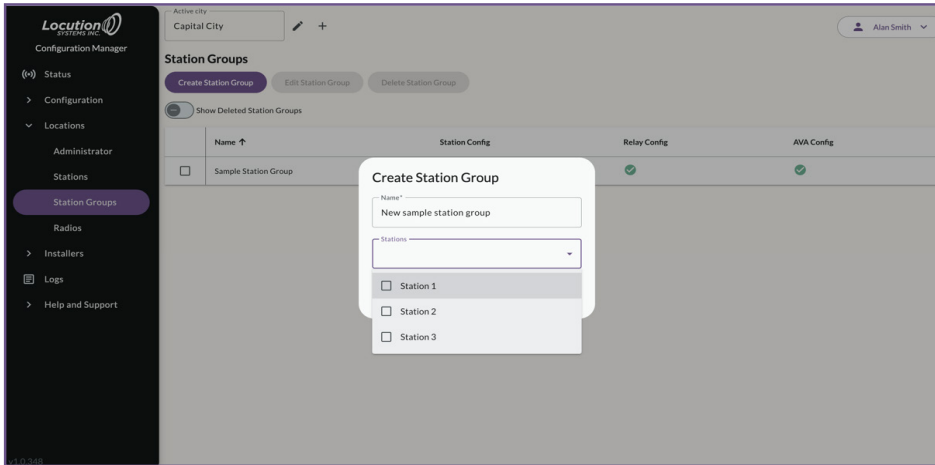 Locution
SYSTEMS INC.
Configuration Manager
Status
Configuration
Locations
Administrator
Stations
Station Groups
Radios
Installers
Logs
Help and Support
v1.0.348
Active city
Capital City
Alan Smith
Station Groups
Create Station Group Edit Station Group Delete Station Group
Show Deleted Station Groups
Name Station Config Relay Config AVA Config
Sample Station Group
Create Station Group
Name*
New sample station group
Stations
Station 1
Station 2
Station 3